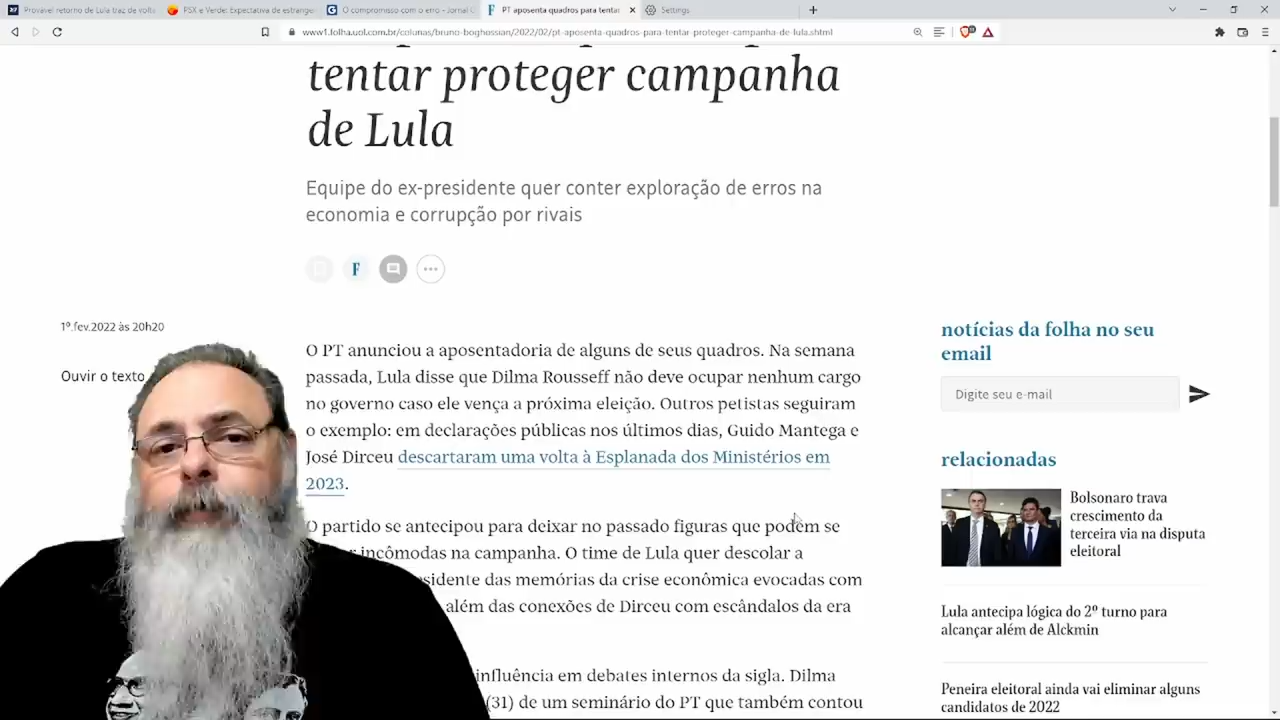 Provável retorno de Lula traz de volta
PSX e Verde: Expectativa de estranger
O compromisso com o erro - Jornal
PT aposenta quadros para tentar
Settings
www1.folha.uol.com.br/colunas/bruno-boghossian/2022/02/pt-aposenta-quadros-para-tentar-proteger-campanha-de-lula.shtml
tentar proteger campanha
de Lula
Equipe do ex-presidente quer conter exploração de erros na
economia e corrupção por rivais
F
1º.fev.2022 às 20h20
Ouvir o texto
O PT anunciou a aposentadoria de alguns de seus quadros. Na semana
passada, Lula disse que Dilma Rousseff não deve ocupar nenhum cargo
no governo caso ele vença a próxima eleição. Outros petistas seguiram
o exemplo: em declarações públicas nos últimos dias, Guido Mantega e
José Dirceu descartaram uma volta à Esplanada dos Ministérios em
2023.
O partido se antecipou para deixar no passado figuras que podem se
incômodas na campanha. O time de Lula quer descolar a
das memórias da crise econômica evocadas com
além das conexões de Dirceu com escândalos da era
influência em debates internos da sigla. Dilma
(31) de um seminário do PT que também contou
notícias da folha no seu
email
Digite seu e-mail
relacionadas
Bolsonaro trava
crescimento da
terceira via na disputa
eleitoral
Lula antecipa lógica do 2º turno para
alcançar além de Alckmin
Peneira eleitoral ainda vai eliminar alguns
candidatos de 2022